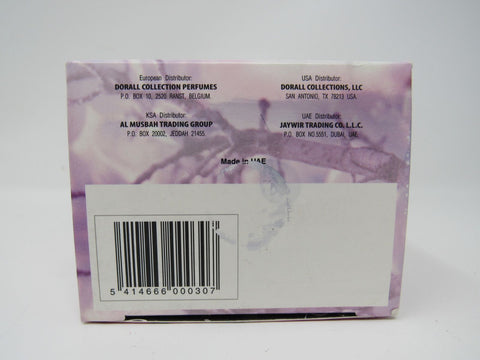 European Distributor:
DORALL COLLECTION PERFUMES
P.O. BOX 10, 2520 RANST, BELGIUM.
USA Distributor:
DORALL COLLECTIONS, LLC
SAN ANTONIO, TX 78213 USA.
KSA Distributor:
AL MUSBAH TRADING GROUP
P.O. BOX 20002, JEDDAH 21455.
UAE Distributor:
JAYWIR TRADING CO. L.L.C.
P.O. BOX NO.5551, DUBAI, UAE.
Made in UAE
5 414666 000307